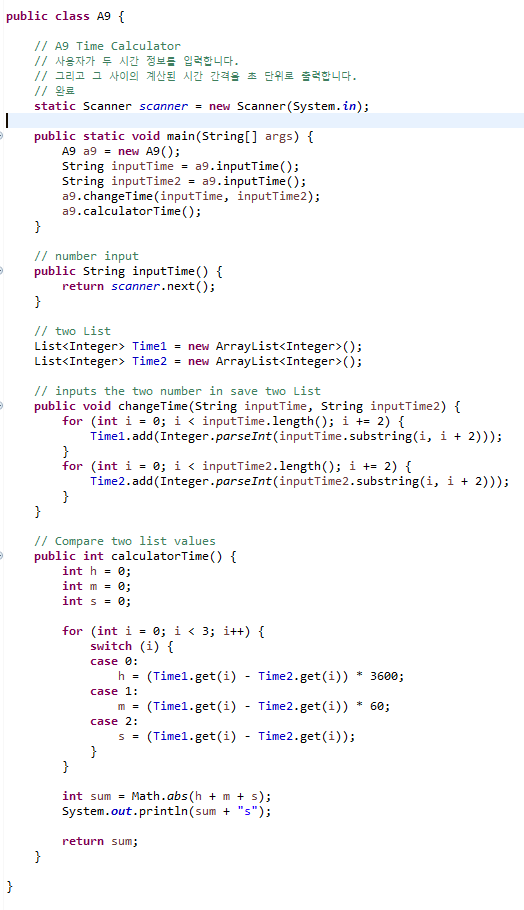 public class A9 {
// A9 Time Calculator
// 사용자가 두 시간 정보를 입력합니다.
// 그리고 그 사이의 계산된 시간 간격을 초 단위로 출력합니다.
// 완료
static Scanner scanner = new Scanner(System.in);
public static void main(String[] args) {
A9 a9 = new A9();
String inputTime = a9.inputTime();
String inputTime2 = a9.inputTime();
a9.changeTime(inputTime, inputTime2);
a9.calculatorTime();
}
// number input
public String inputTime() {
return scanner.next();
}
// two List
List<Integer> Time1 = new ArrayList<Integer>();
List<Integer> Time2 = new ArrayList<Integer>();
// inputs the two number in save two List
public void changeTime(String inputTime, String inputTime2) {
for (int i = 0; i < inputTime.length(); i += 2) {
Time1.add(Integer.parseInt(inputTime.substring(i, i + 2)));
}
for (int i = 0; i < inputTime2.length(); i += 2) {
Time2.add(Integer.parseInt(inputTime2.substring(i, i + 2)));
}
}
// Compare two list values
public int calculatorTime() {
int h = 0;
int m = 0;
int s = 0;
for (int i = 0; i < 3; i++) {
switch (i) {
case 0:
h = (Time1.get(i) - Time2.get(i)) * 3600;
case 1:
m = (Time1.get(i) - Time2.get(i)) * 60;
case 2:
s = (Time1.get(i) - Time2.get(i));
}
}
int sum = Math.abs(h + m + s);
System.out.println(sum + "s");
return sum;
}
}